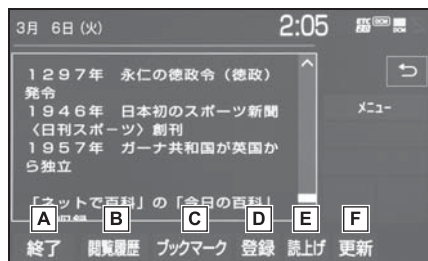 3月 6日(火)
2:05
ETC
DCM
1297年 永仁の徳政令(徳政)
発令
1946年 日本初のスポーツ新聞
〈日刊スポーツ〉創刊
1957年 ガーナ共和国が英国か
ら独立
「ネットで百科」の「今日の百科」
メニュー
A B C D E F
終了 閲覧履歴 ブックマーク 登録 読上げ 更新